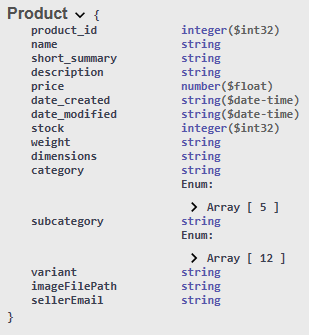 Product {
product_id integer($int32)
name string
short_summary string
description string
price number($float)
date_created string($date-time)
date_modified string($date-time)
stock integer($int32)
weight string
dimensions string
category string
Enum:
Array [ 5 ]
subcategory string
Enum:
Array [ 12 ]
variant string
imageFilePath string
sellerEmail string
}